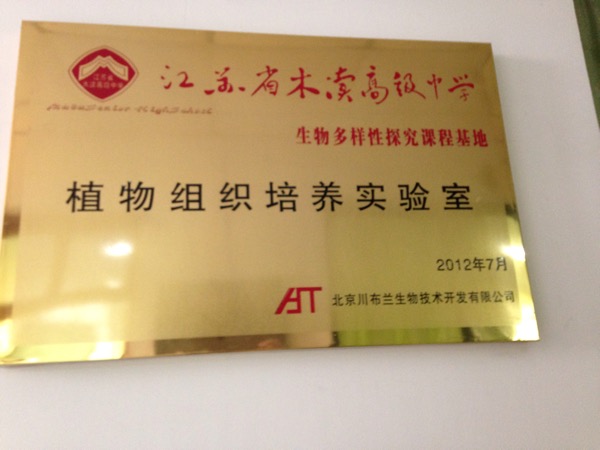 江苏省木渎高级中学
生物多样性探究课程基地
植物组织培养实验室
2012年7月
北京川布兰生物技术开发有限公司